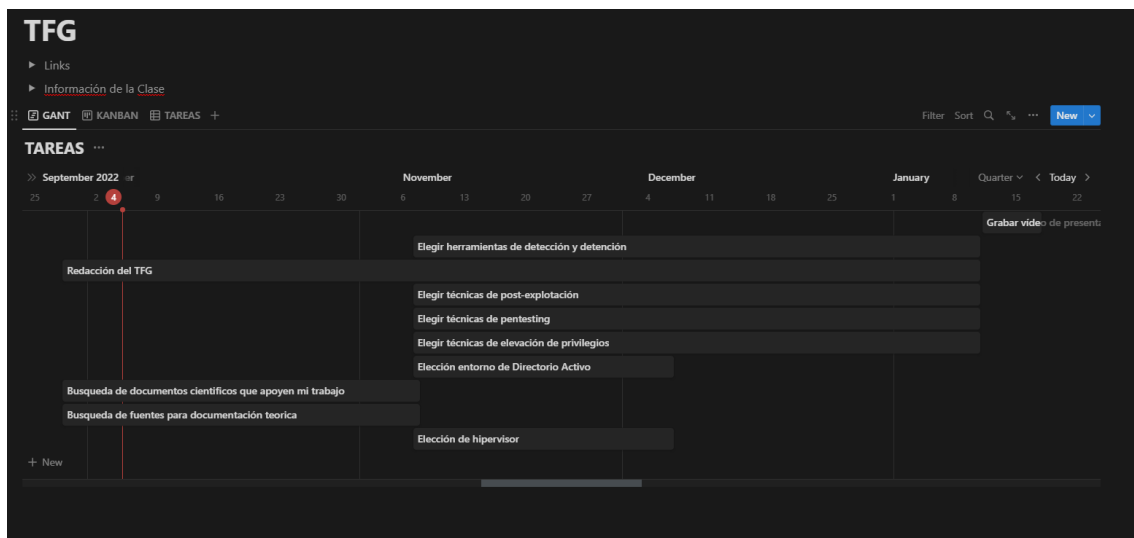 TFG
Links
Información de la Clase
GANT KANBAN TAREAS + Filter Sort New
TAREAS ...
September 2022 er November December January Quarter Today
25 2 4 9 16 23 30 6 13 20 27 4 11 18 25 1 8 15 22
Grabar vídeo de present
Elegir herramientas de detección y detención
Redacción del TFG
Elegir técnicas de post-explotación
Elegir técnicas de pentesting
Elegir técnicas de elevación de privilegios
Elección entorno de Directorio Activo
Busqueda de documentos científicos que apoyen mi trabajo
Busqueda de fuentes para documentación teorica
Elección de hipervisor
+ New